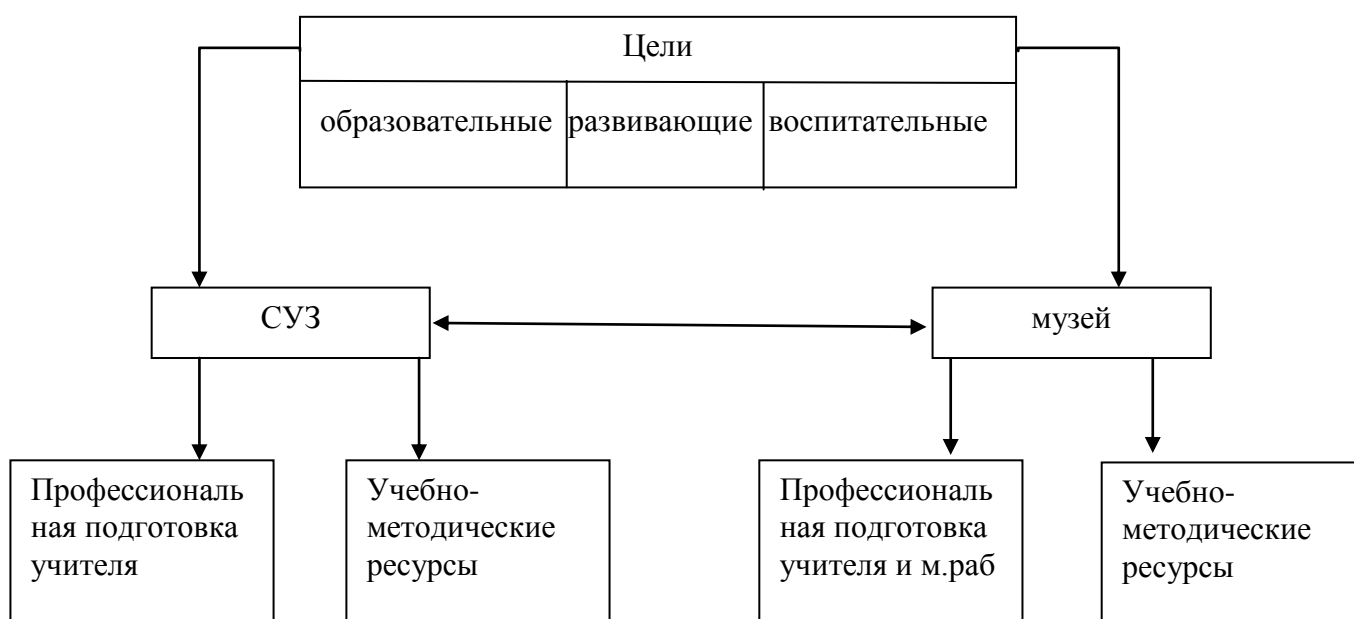 Цели
образовательные развивающие воспитательные
СУЗ
музей
Профессиональ
ная подготовка
учителя
Учебно-
методические
ресурсы
Профессиональ
ная подготовка
учителя и м.раб
Учебно-
методические
ресурсы